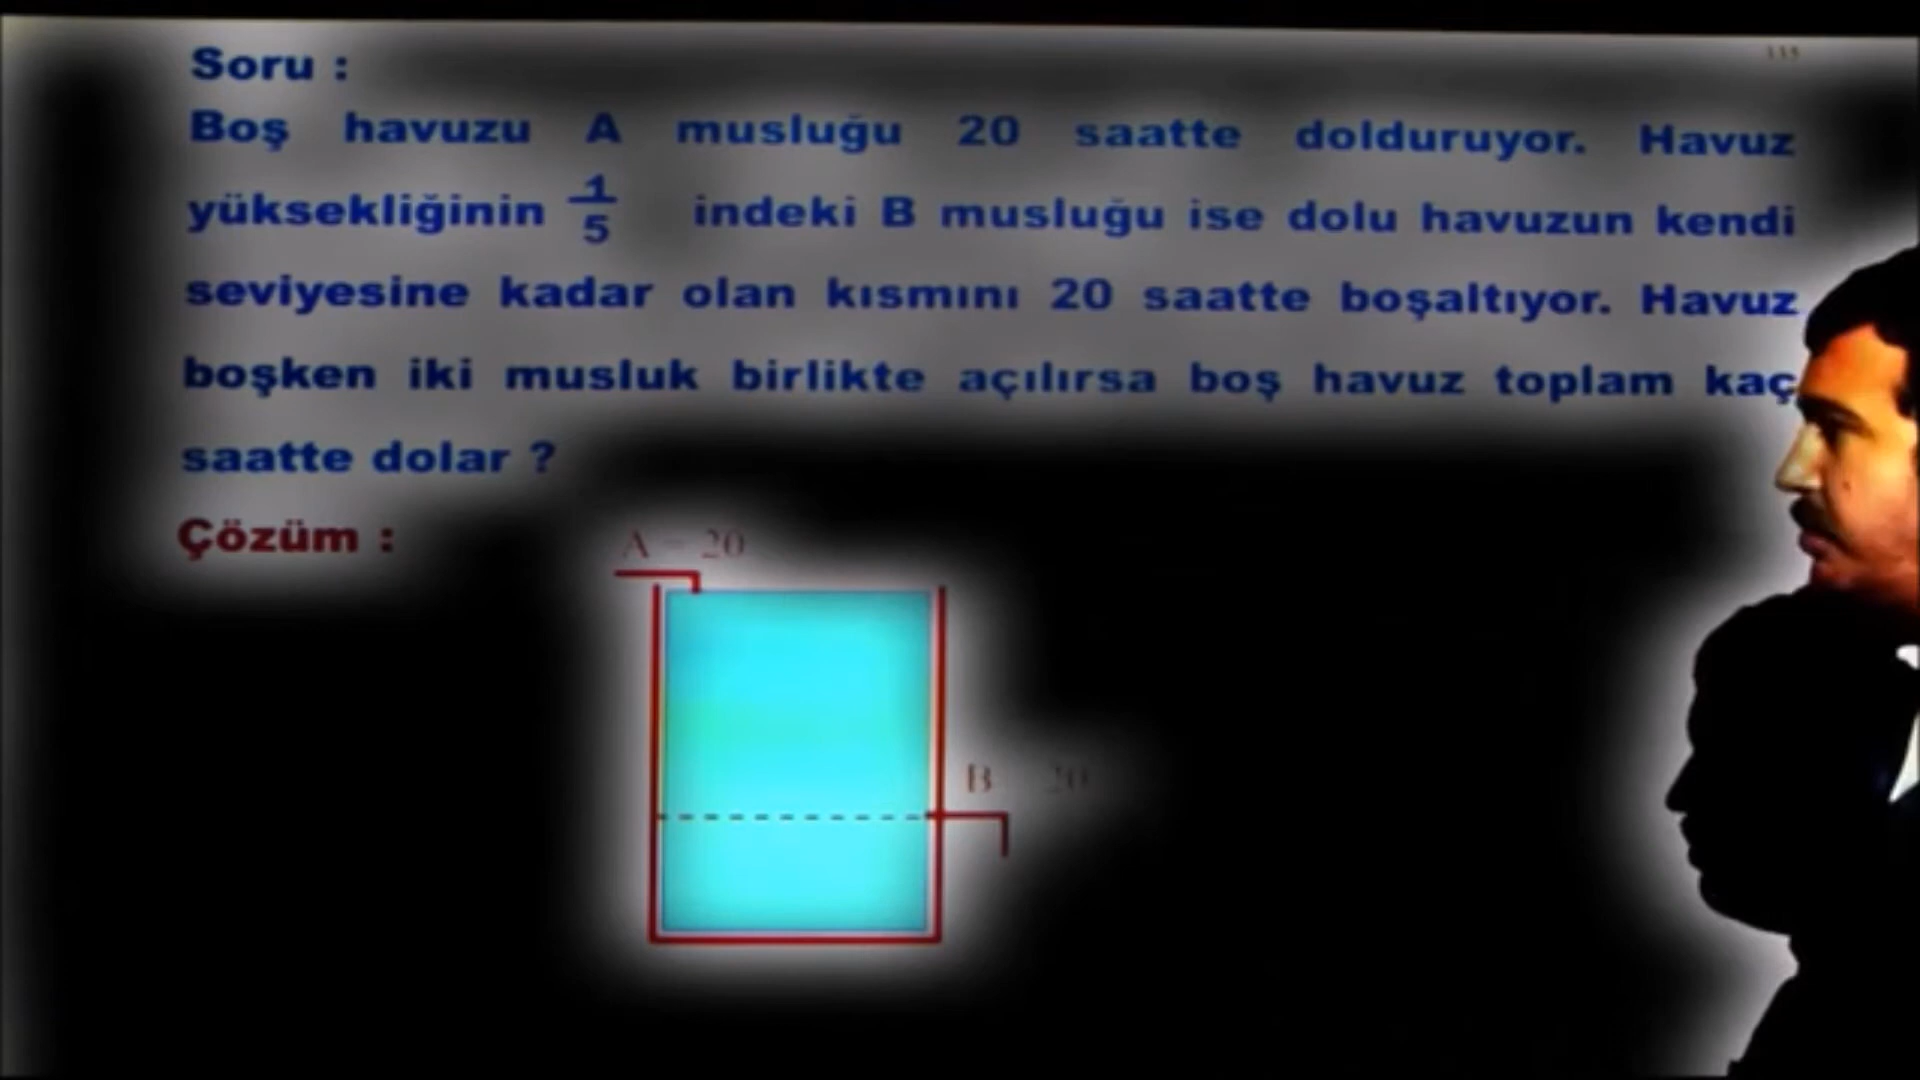 Soru :
Boş havuzu A musluğu 20 saatte dolduruyor. Havuz
yüksekliğinin 1/5 indeki B musluğu ise dolu havuzun kendi
seviyesine kadar olan kısmını 20 saatte boşaltıyor. Havuz
boşken iki musluk birlikte açılırsa boş havuz toplam kaç
saatte dolar ?
Çözüm :
A – 20
B 20